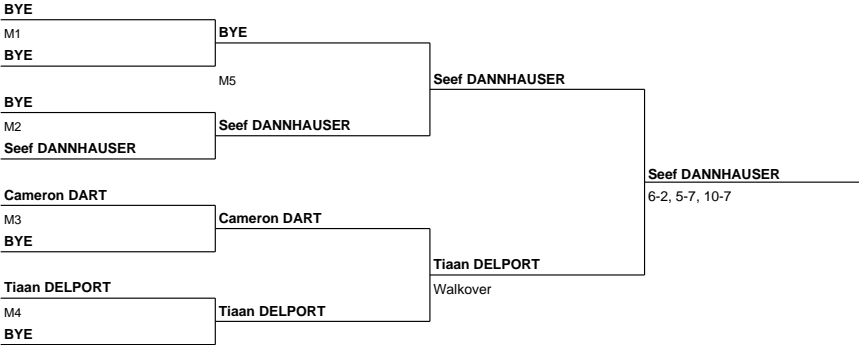 BYE
M1
BYE
BYE
M5
BYE
M2
Seef DANNHAUSER
Seef DANNHAUSER
Seef DANNHAUSER
Cameron DART
M3
BYE
Cameron DART
Tiaan DELPORT
M4
BYE
Tiaan DELPORT
Tiaan DELPORT
Walkover
Seef DANNHAUSER
6-2, 5-7, 10-7